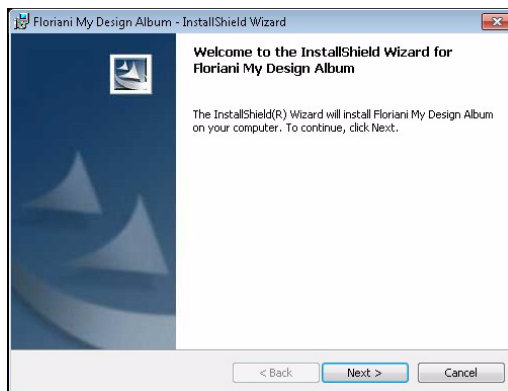 Floriani My Design Album - InstallShield Wizard
Welcome to the InstallShield Wizard for
Floriani My Design Album
The InstallShield(R) Wizard will install Floriani My Design Album
on your computer. To continue, click Next.
< Back
Next >
Cancel